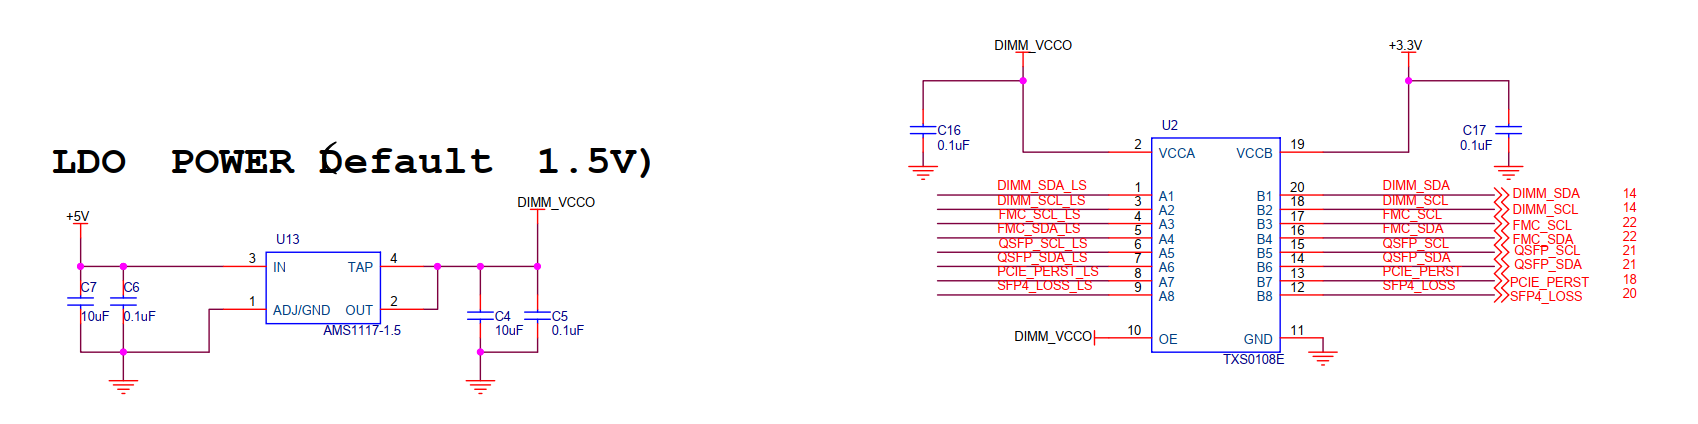 LDO POWER (Default 1.5V)
+5V
DIMM_VCCO
U13
3 IN TAP 4
1 ADJ/GND OUT 2
AMS1117-1.5
C7
10uF
C6
0.1uF
C4
10uF
C5
0.1uF
DIMM_VCCO
+3.3V
C16
0.1uF
C17
0.1uF
U2
2 VCCA VCCB 19
DIMM_SDA_LS 1 A1 B1 20 DIMM_SDA DIMM_SDA 14
DIMM_SCL_LS 3 A2 B2 18 DIMM_SCL DIMM_SCL 14
FMC_SCL_LS 4 A3 B3 17 FMC_SCL FMC_SCL 22
FMC_SDA_LS 5 A4 B4 16 FMC_SDA FMC_SDA 22
QSFP_SCL_LS 6 A5 B5 15 QSFP_SCL QSFP_SCL 21
QSFP_SDA_LS 7 A6 B6 14 QSFP_SDA QSFP_SDA 21
PCIE_PERST_LS 8 A7 B7 13 PCIE_PERST PCIE_PERST 18
SFP4_LOSS_LS 9 A8 B8 12 SFP4_LOSS SFP4_LOSS 20
DIMM_VCCO 10 OE GND 11
TXS0108E